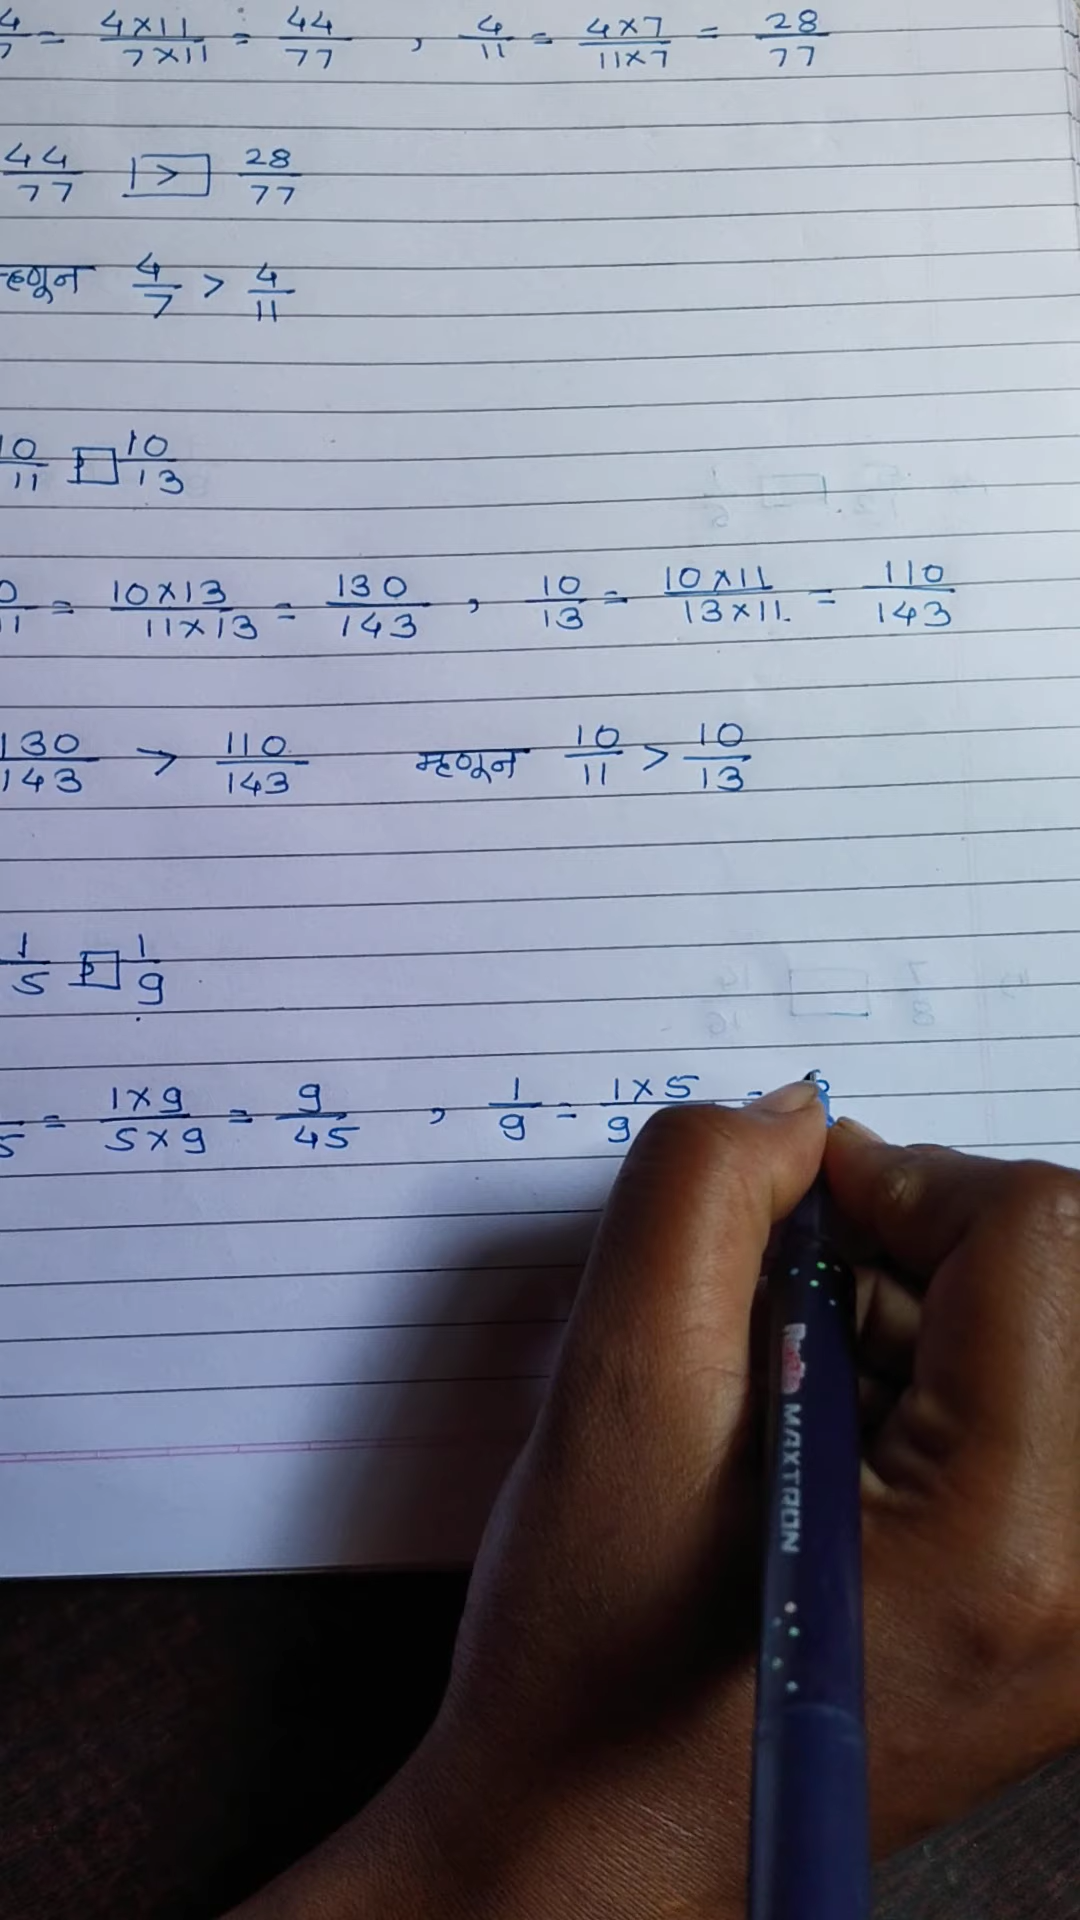 4/7 = 4×11/7×11 = 44/77 , 4/11 = 4×7/11×7 = 28/77
44/77 > 28/77
म्हणून 4/7 > 4/11
10/11 □ 10/13
10/11 = 10×13/11×13 = 130/143 , 10/13 = 10×11/13×11 = 110/143
130/143 > 110/143 म्हणून 10/11 > 10/13
1/5 □ 1/9
1/5 = 1×9/5×9 = 9/45 , 1/9 = 1×5/9 =
MAXTRON